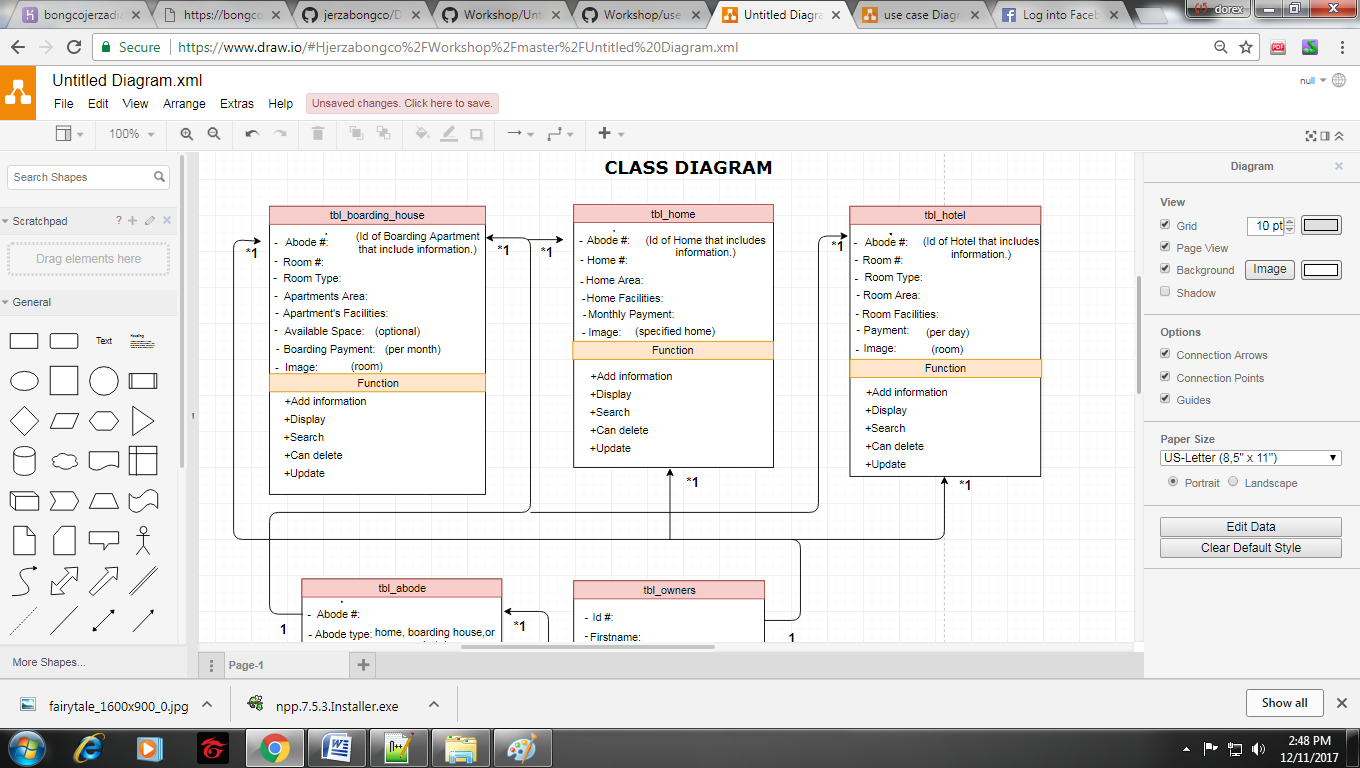 bongcojerzadia
https://bongco
jerzabongco/D
Workshop/Unt
Workshop/use
Untitled Diagra
use case Diagr
Log into Faceb
dorex
Secure
https://www.draw.io/#Hjerzabongco%2FWorkshop%2Fmaster%2FUntitled%20Diagram.xml
Untitled Diagram.xml
null
File Edit View Arrange Extras Help
Unsaved changes. Click here to save.
100%
Search Shapes
Scratchpad
?
Drag elements here
General
Text
Heading
More Shapes...
CLASS DIAGRAM
tbl_boarding_house
- Abode #: (Id of Boarding Apartment
that include information.)
- Room #:
- Room Type:
- Apartments Area:
- Apartment's Facilities:
- Available Space: (optional)
- Boarding Payment: (per month)
- Image: (room)
Function
+Add information
+Display
+Search
+Can delete
+Update
*1
*1
*1
tbl_home
- Abode #: (Id of Home that includes
information.)
- Home #:
- Home Area:
-Home Facilities:
-Monthly Payment:
-Image: (specified home)
Function
+Add information
+Display
+Search
+Can delete
+Update
*1
*1
tbl_hotel
- Abode #: (Id of Hotel that includes
information.)
- Room #:
- Room Type:
- Room Area:
- Room Facilities:
- Payment: (per day)
- Image: (room)
Function
+Add information
+Display
+Search
+Can delete
+Update
*1
tbl_abode
- Abode #:
- Abode type: home, boarding house,or
1
*1
tbl_owners
- Id #:
-Firstname:
1
Page-1
Diagram
View
Grid
10 pt
Page View
Background
Image
Shadow
Options
Connection Arrows
Connection Points
Guides
Paper Size
US-Letter (8,5" x 11")
Portrait
Landscape
Edit Data
Clear Default Style
fairytale_1600x900_0.jpg
npp.7.5.3.Installer.exe
Show all
2:48 PM
12/11/2017